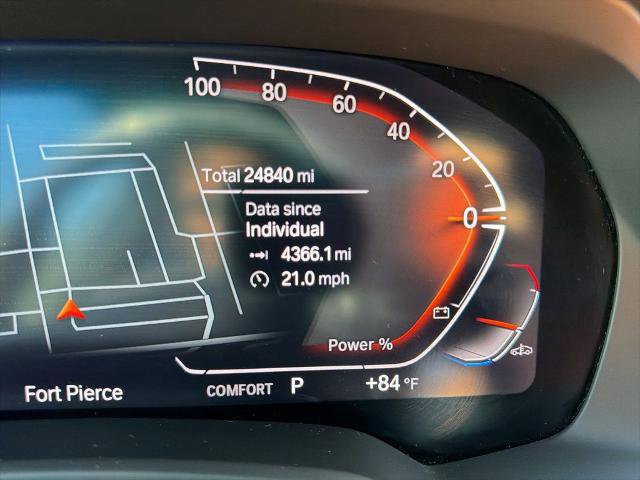 100
80
60
40
20
0
Total 24840 mi
Data since
Individual
4366.1 mi
21.0 mph
Power %
Fort Pierce
COMFORT P +84 °F